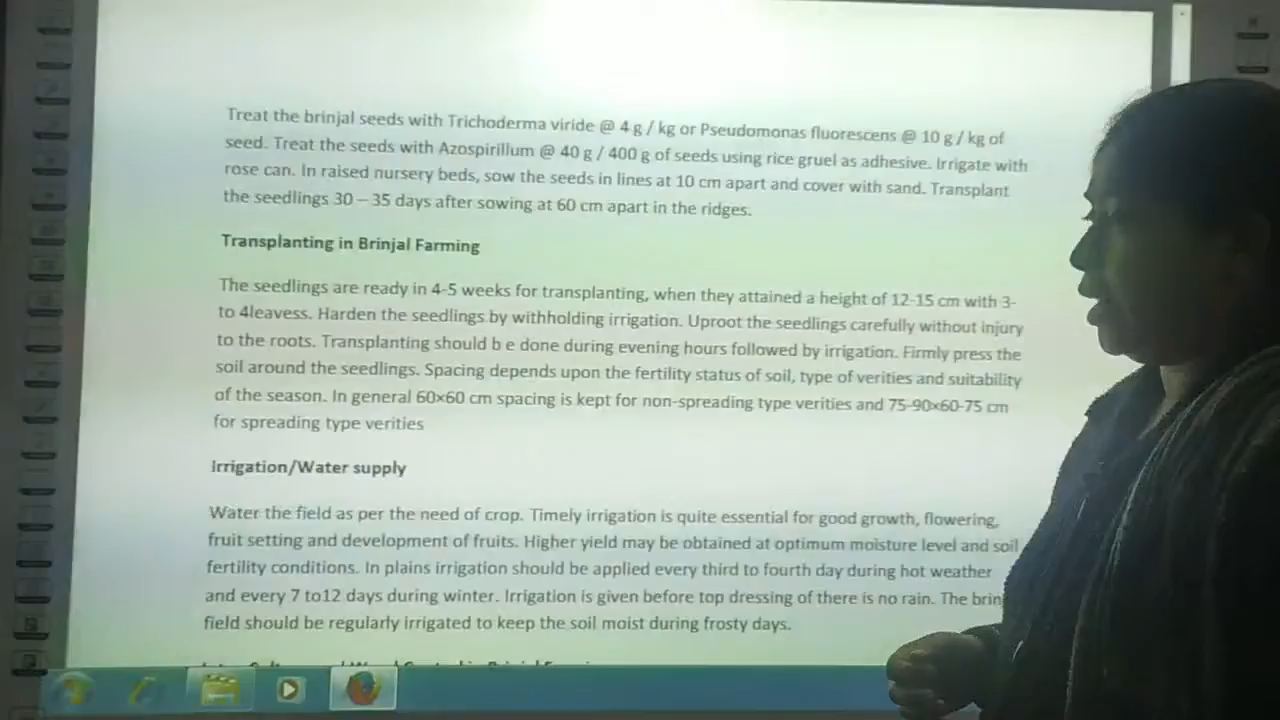 Treat the brinjal seeds with Trichoderma viride @ 4 g / kg or Pseudomonas fluorescens @ 10 g / kg of
seed. Treat the seeds with Azospirillum @ 40 g / 400 g of seeds using rice gruel as adhesive. Irrigate with
rose can. In raised nursery beds, sow the seeds in lines at 10 cm apart and cover with sand. Transplant
the seedlings 30 – 35 days after sowing at 60 cm apart in the ridges.
Transplanting in Brinjal Farming
The seedlings are ready in 4-5 weeks for transplanting, when they attained a height of 12-15 cm with 3-
to 4leavess. Harden the seedlings by withholding irrigation. Uproot the seedlings carefully without injury
to the roots. Transplanting should b e done during evening hours followed by irrigation. Firmly press the
soil around the seedlings. Spacing depends upon the fertility status of soil, type of verities and suitability
of the season. In general 60×60 cm spacing is kept for non-spreading type verities and 75-90×60-75 cm
for spreading type verities
Irrigation/Water supply
Water the field as per the need of crop. Timely irrigation is quite essential for good growth, flowering,
fruit setting and development of fruits. Higher yield may be obtained at optimum moisture level and soil
fertility conditions. In plains irrigation should be applied every third to fourth day during hot weather
and every 7 to12 days during winter. Irrigation is given before top dressing of there is no rain. The brin
field should be regularly irrigated to keep the soil moist during frosty days.